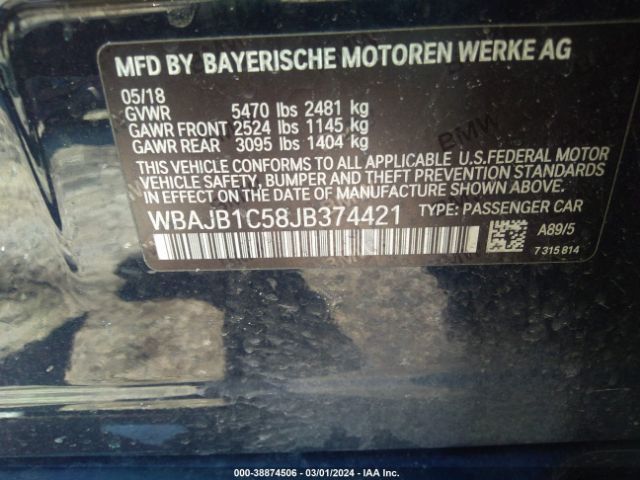 MFD BY BAYERISCHE MOTOREN WERKE AG
05/18
GVWR 5470 lbs 2481 kg
GAWR FRONT 2524 lbs 1145 kg
GAWR REAR 3095 lbs 1404 kg
THIS VEHICLE CONFORMS TO ALL APPLICABLE U.S.FEDERAL MOTOR
VEHICLE SAFETY, BUMPER AND THEFT PREVENTION STANDARDS
IN EFFECT ON THE DATE OF MANUFACTURE SHOWN ABOVE.
WBAJB1C58JB374421 TYPE: PASSENGER CAR
A89/5
7 315 814
BMW
000-38874506 - 03/01/2024 - IAA Inc.